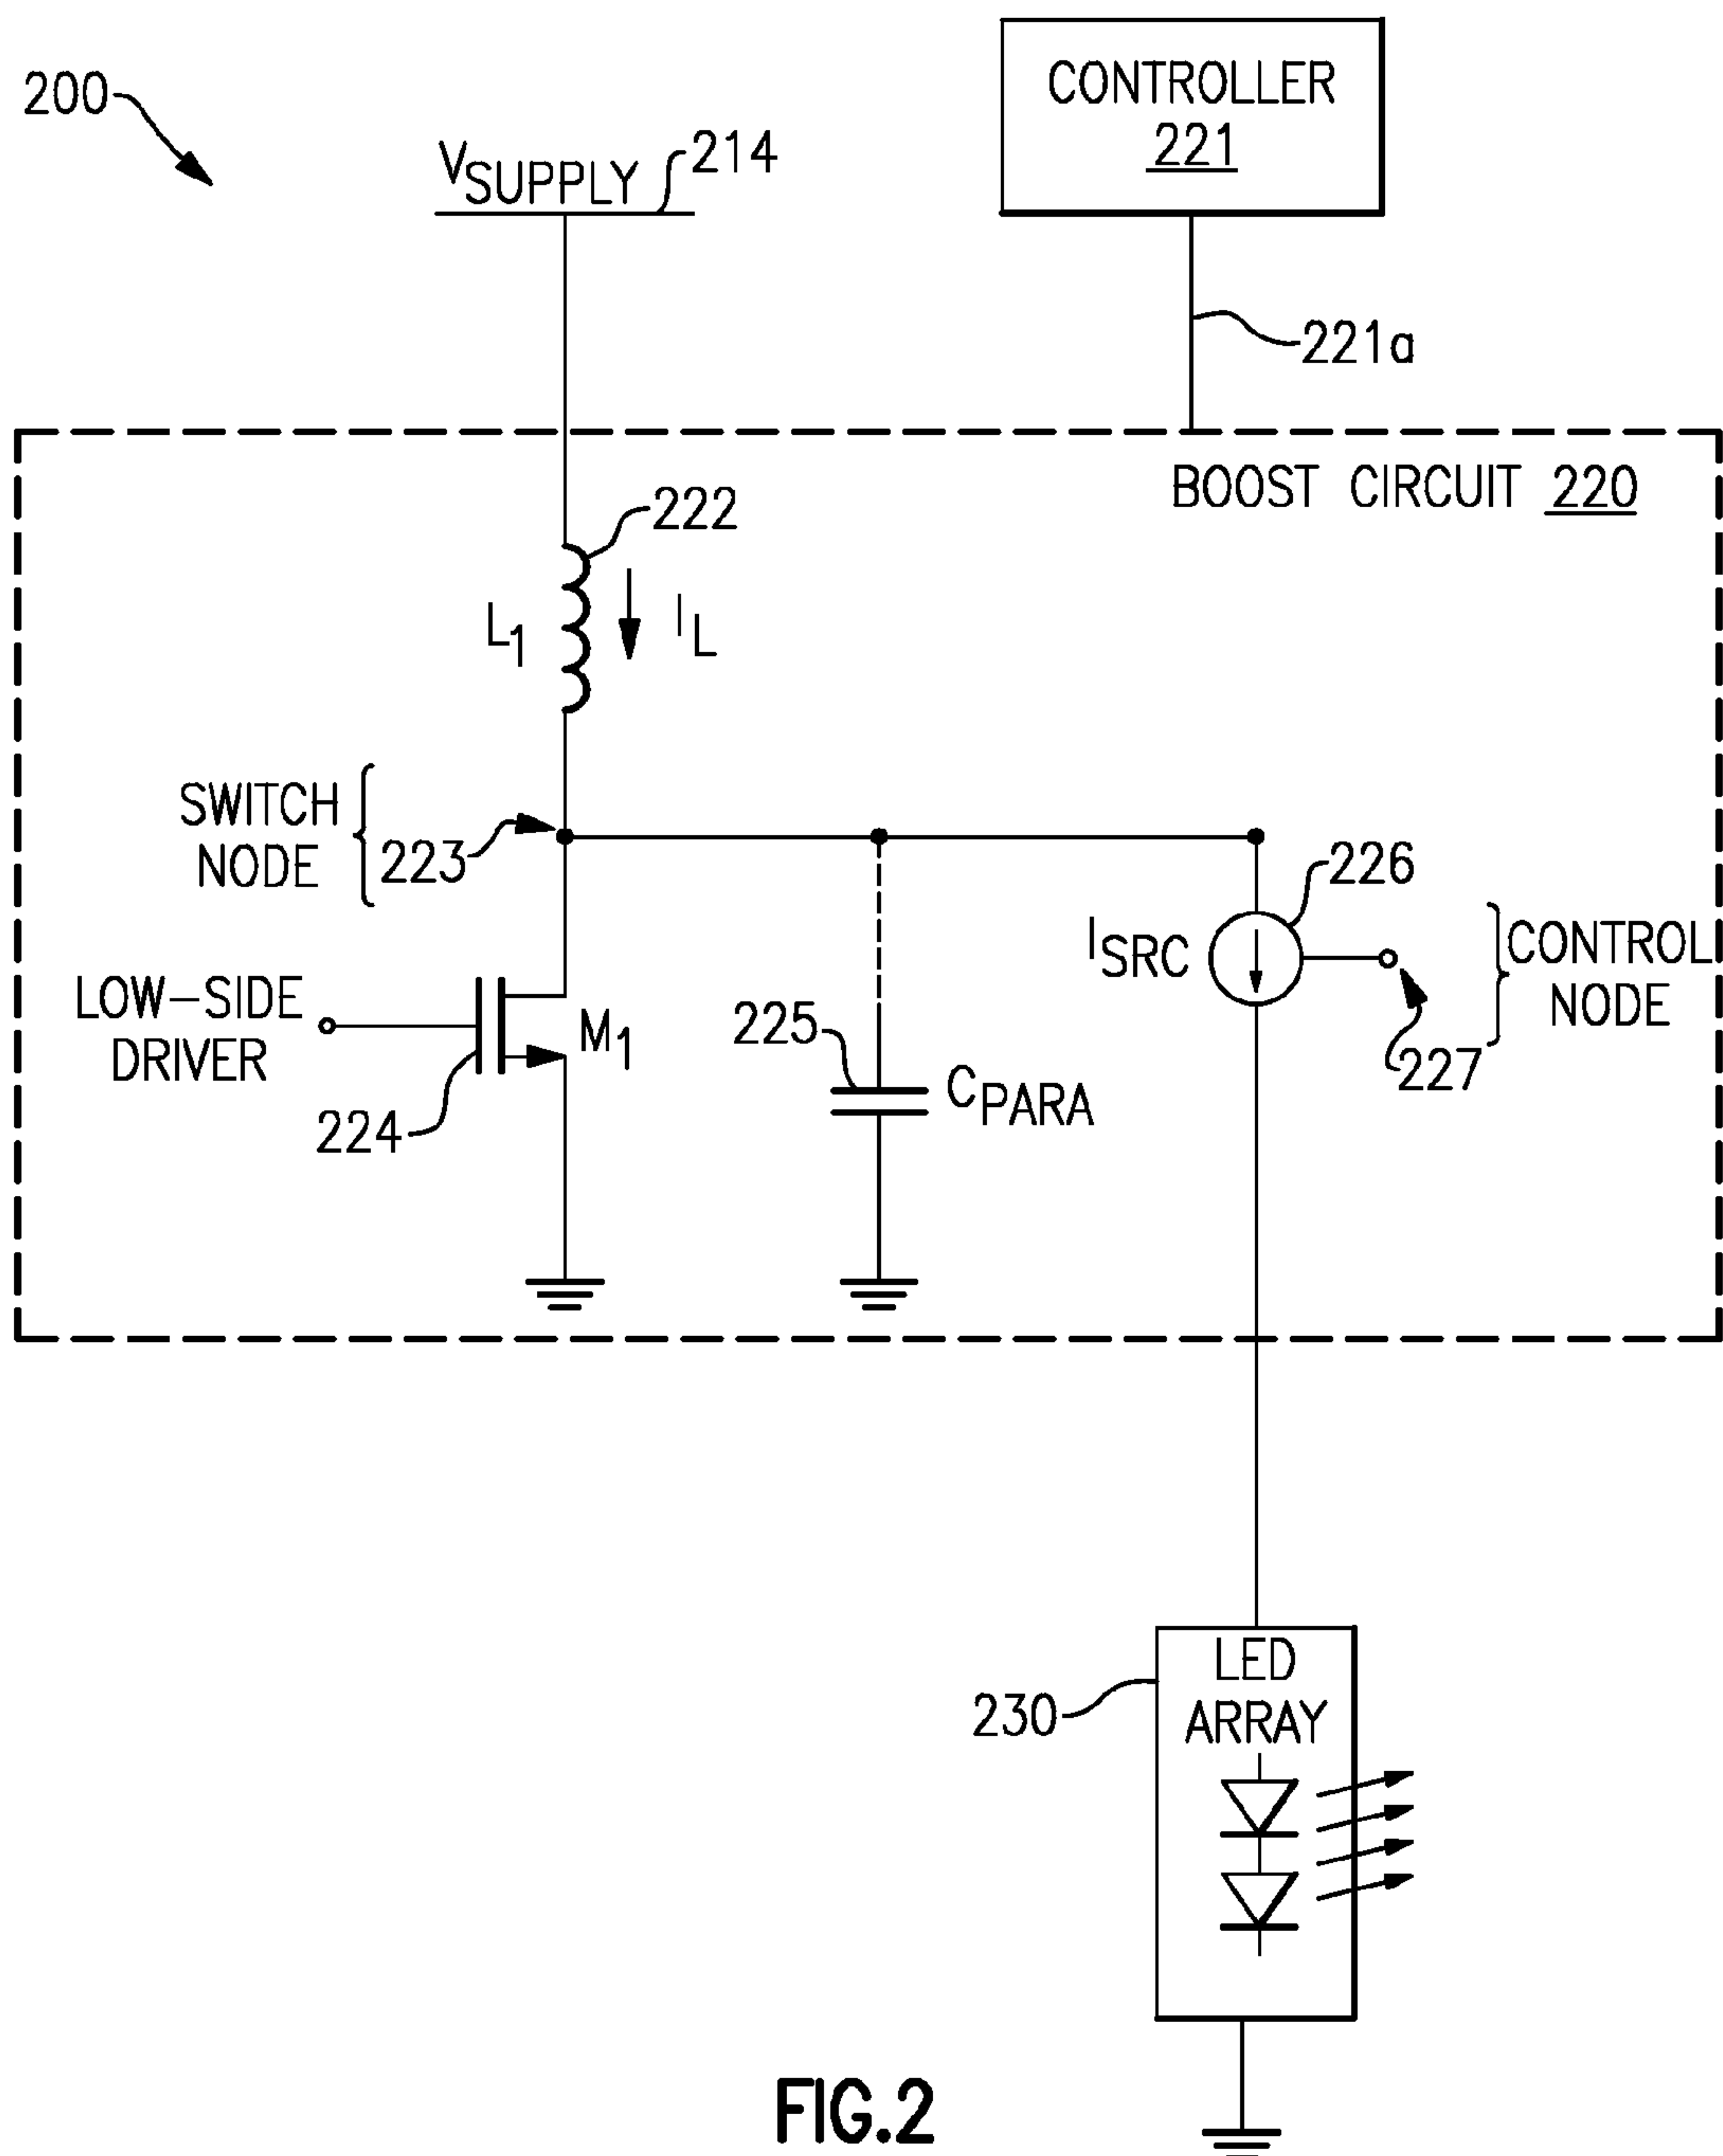 200
VSUPPLY
214
CONTROLLER
221
221a
BOOST CIRCUIT 220
222
L1
IL
SWITCH
NODE
223
226
ISRC
CONTROL
NODE
227
LOW-SIDE
DRIVER
M1
224
225
CPARA
LED
ARRAY
230
FIG.2